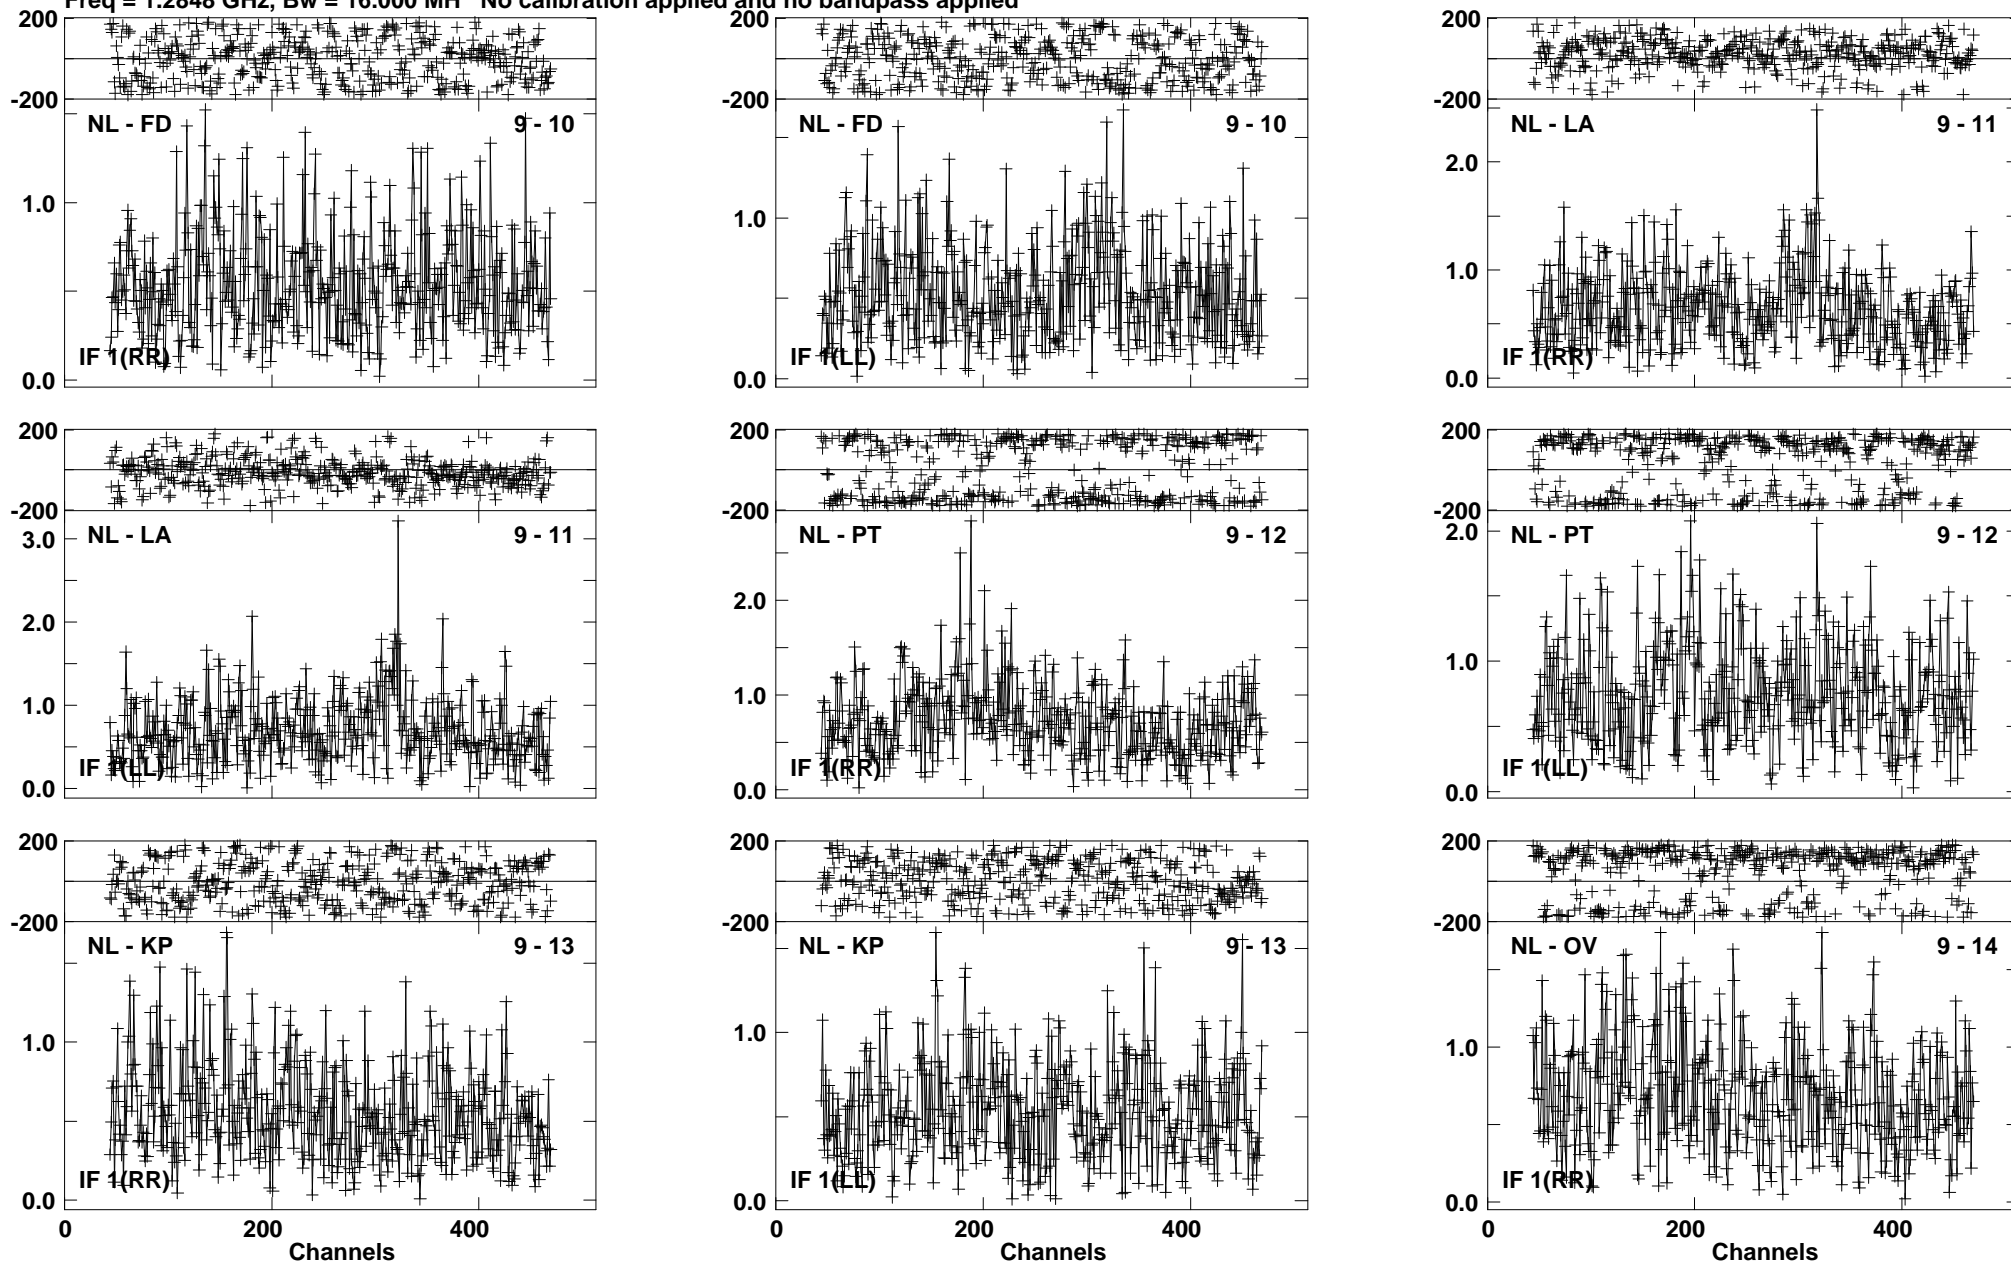 Freq = 1.2848 GHz, Bw = 16.000 MH No calibration applied and no bandpass applied
200
-200
NL - FD 9 - 10
1.0
IF 1(RR)
0.0
200
-200
NL - FD 9 - 10
1.0
IF 1(LL)
0.0
200
-200
NL - LA 9 - 11
2.0
1.0
IF 1(RR)
0.0
200
-200
NL - LA 9 - 11
3.0
2.0
1.0
IF 1(LL)
0.0
200
-200
NL - PT 9 - 12
2.0
1.0
IF 1(RR)
0.0
200
-200
NL - PT 9 - 12
2.0
1.0
IF 1(LL)
0.0
200
-200
NL - KP 9 - 13
1.0
IF 1(RR)
0.0
0 200 400
Channels
200
-200
NL - KP 9 - 13
1.0
IF 1(LL)
0.0
200
-200
NL - OV 9 - 14
1.0
IF 1(RR)
0.0
0 200 400
Channels